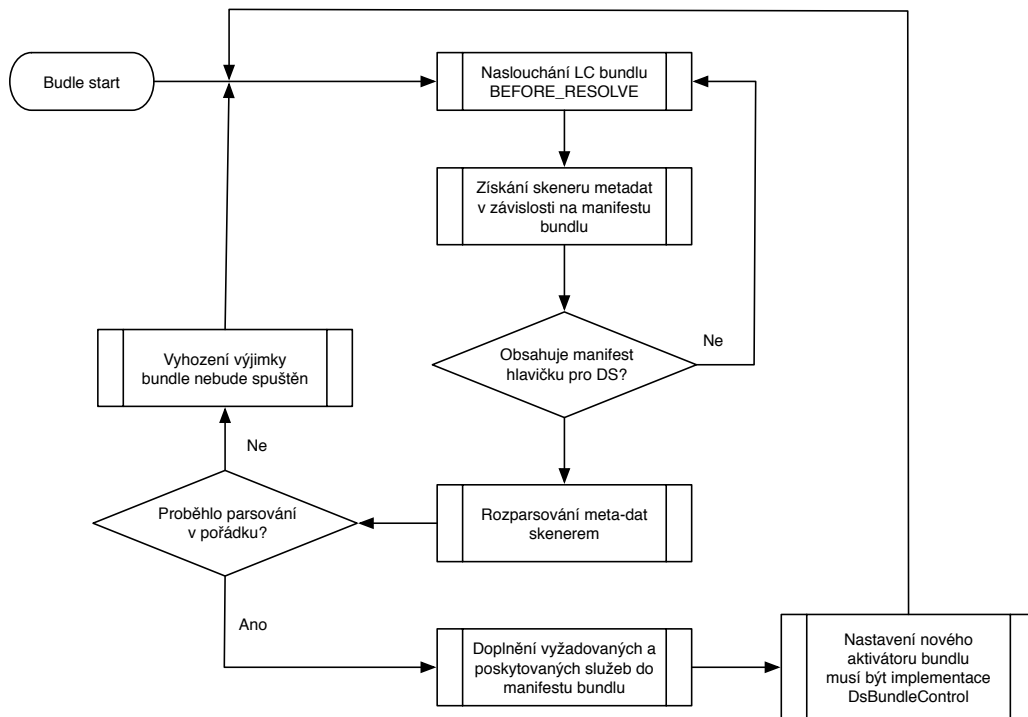 Budle start
Naslouchání LC bundlu
BEFORE_RESOLVE
Získání skeneru metadat
v závislosti na manifestu
bundlu
Obsahuje manifest
hlavičku pro DS?
Ne
Vyhození výjimky
bundle nebude spuštěn
Ne
Proběhlo parsování
v pořádku?
Rozparsování meta-dat
skenerem
Ano
Doplnění vyžadovaných a
poskytovaných služeb do
manifestu bundlu
Nastavení nového
aktivátoru bundlu
musí být implementace
DsBundleControl